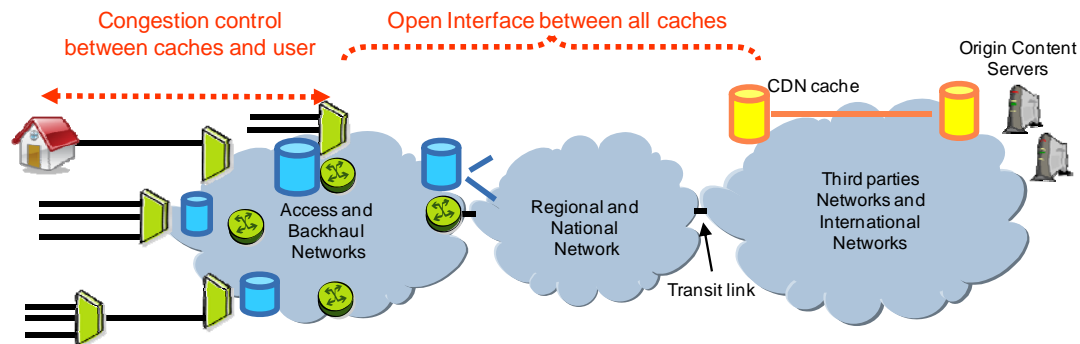 Congestion control
between caches and user
Open Interface between all caches
Origin Content
Servers
CDN cache
Access and
Backhaul
Networks
Regional and
National
Network
Third parties
Networks and
International
Networks
Transit link